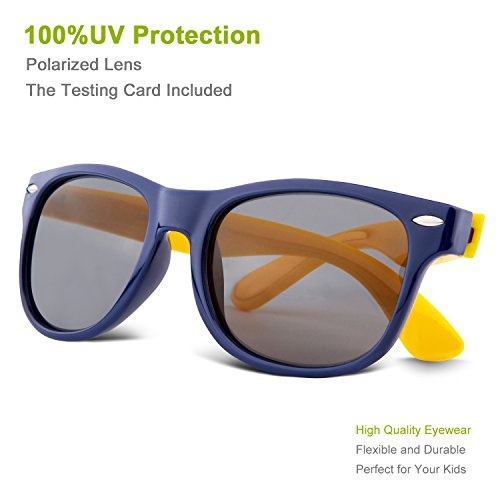 100%UV Protection
Polarized Lens
The Testing Card Included
High Quality Eyewear
Flexible and Durable
Perfect for Your Kids